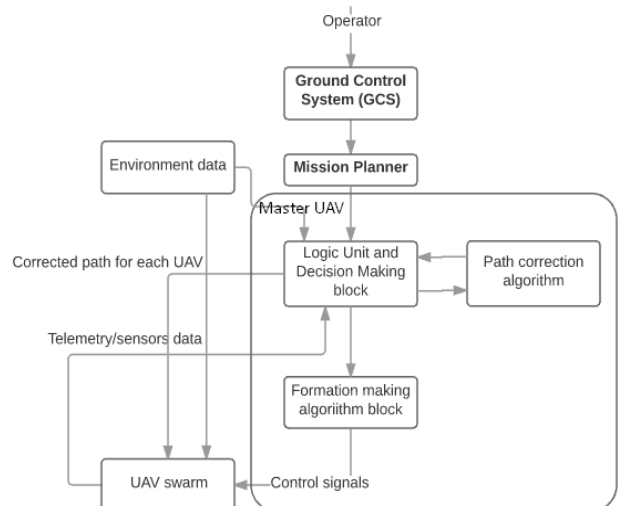 Operator
Ground Control
System (GCS)
Mission Planner
Environment data
Master UAV
Logic Unit and
Decision Making
block
Path correction
algorithm
Corrected path for each UAV
Telemetry/sensors data
Formation making
algoriithm block
UAV swarm
Control signals